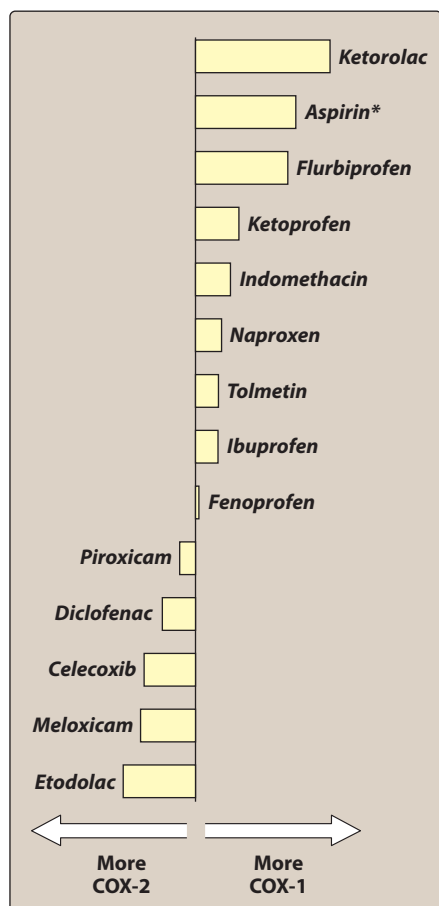 Ketorolac
Aspirin*
Flurbiprofen
Ketoprofen
Indomethacin
Naproxen
Tolmetin
Ibuprofen
Fenoprofen
Piroxicam
Diclofenac
Celecoxib
Meloxicam
Etodolac
More
COX-2
More
COX-1